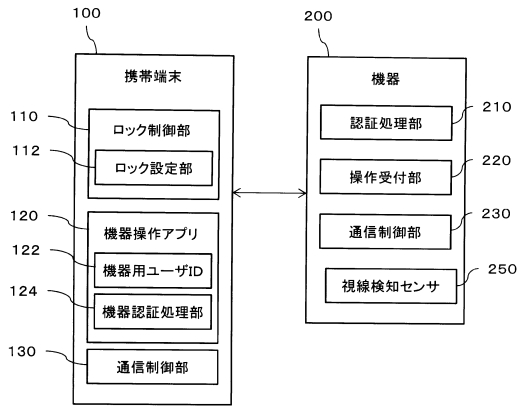 100
携帯端末
110
ロック制御部
112
ロック設定部
120
機器操作アプリ
122
機器用ユーザID
124
機器認証処理部
130
通信制御部
200
機器
210
認証処理部
220
操作受付部
230
通信制御部
250
視線検知センサ